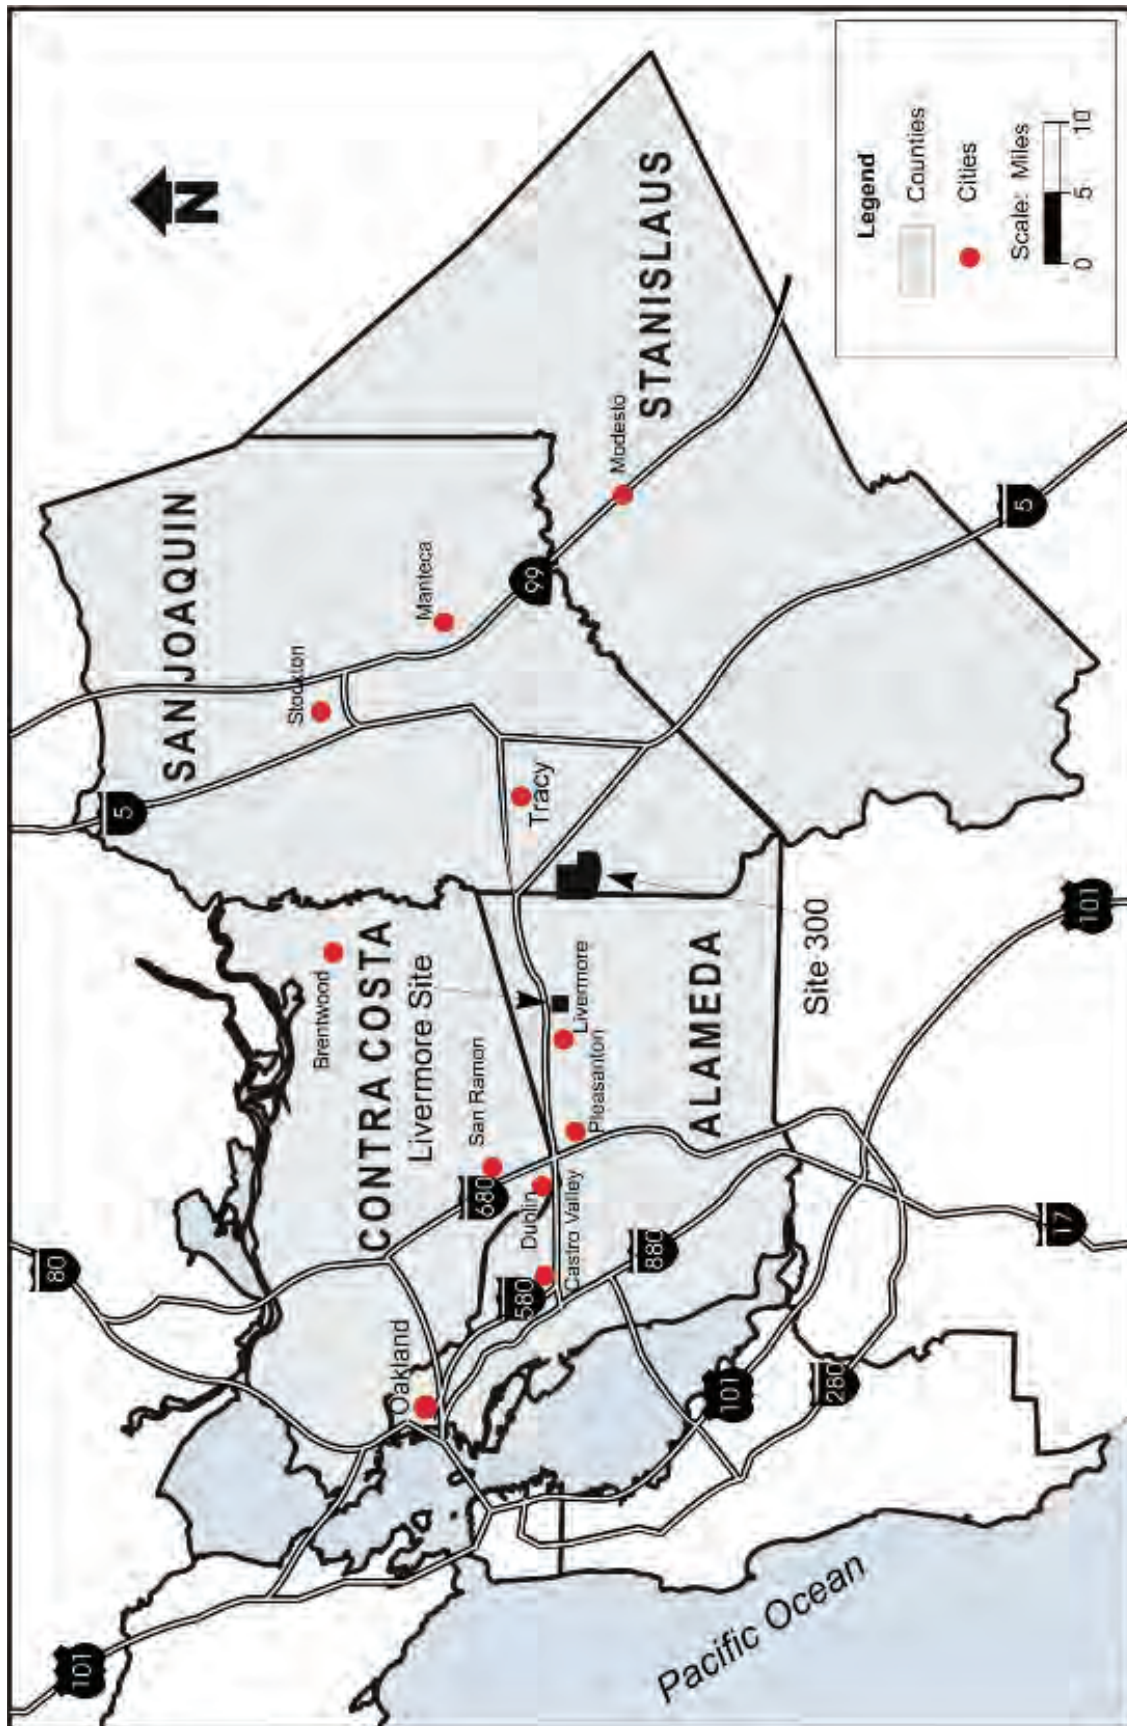 N
SAN JOAQUIN
5
Stockton
Manteca
99
Modesto
STANISLAUS
5
Tracy
Brentwood
CONTRA COSTA
Livermore Site
San Ramon
680
Dublin
Castro Valley
580
880
Livermore
Pleasanton
ALAMEDA
Site 300
101
17
80
Oakland
101
280
101
Pacific Ocean
Legend
Counties
Cities
Scale: Miles
0 5 10